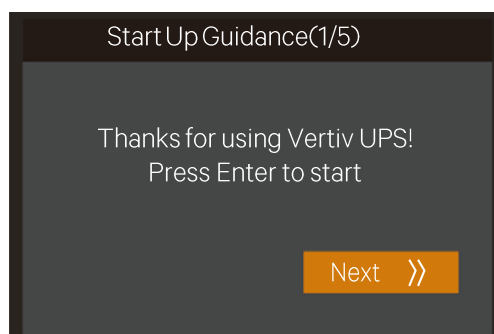 Start Up Guidance(1/5)
Thanks for using Vertiv UPS!
Press Enter to start
Next